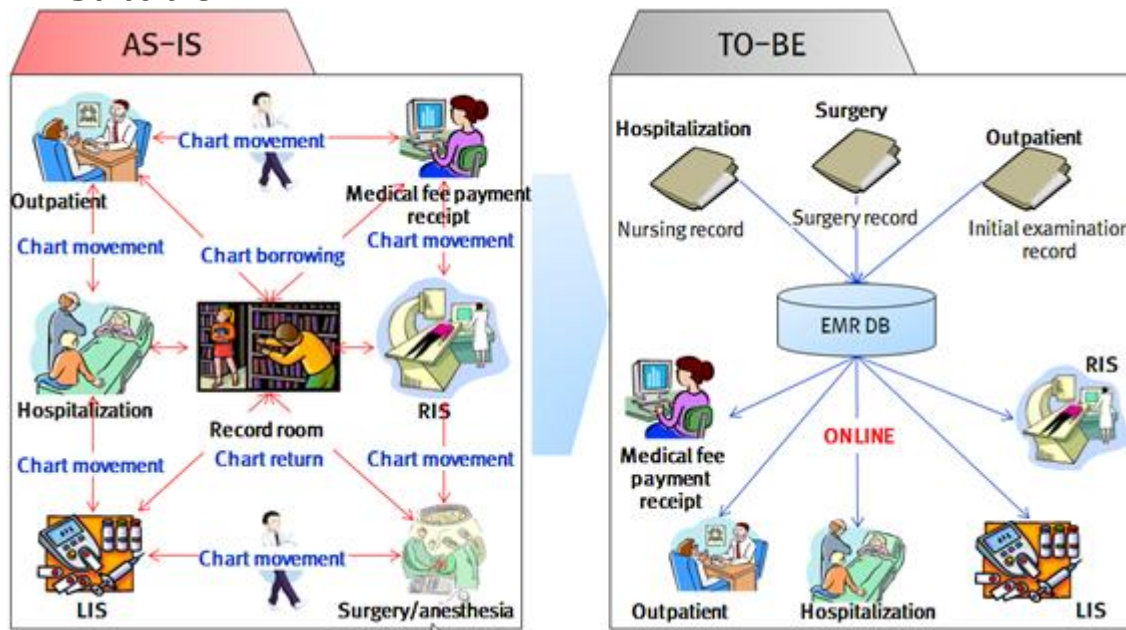 AS-IS
Chart movement
Outpatient
Medical fee payment
receipt
Chart movement
Chart borrowing
Chart movement
Hospitalization
Record room
RIS
Chart movement
Chart return
Chart movement
LIS
Chart movement
Surgery/anesthesia
TO-BE
Hospitalization
Surgery
Outpatient
Nursing record
Surgery record
Initial examination
record
EMR DB
RIS
ONLINE
Medical fee
payment
receipt
Outpatient
Hospitalization
LIS